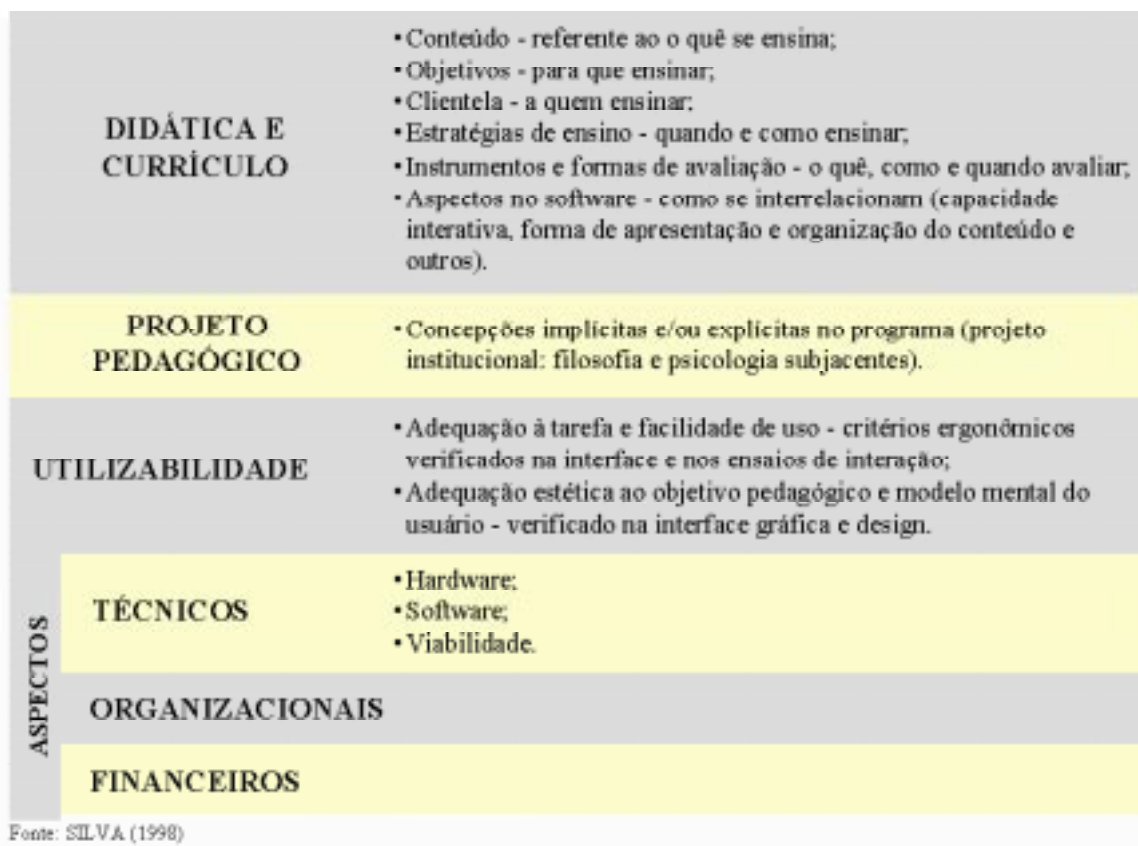 DIDÁTICA E
CURRÍCULO
• Conteúdo - referente ao o quê se ensina;
• Objetivos - para que ensinar;
• Clientela - a quem ensinar;
• Estratégias de ensino - quando e como ensinar;
• Instrumentos e formas de avaliação - o quê, como e quando avaliar;
• Aspectos no software - como se interrelacionam (capacidade
interativa, forma de apresentação e organização do conteúdo e
outros).
PROJETO
PEDAGÓGICO
• Concepções implícitas e/ou explícitas no programa (projeto
institucional: filosofia e psicologia subjacentes).
UTILIZABILIDADE
• Adequação à tarefa e facilidade de uso - critérios ergonômicos
verificados na interface e nos ensaios de interação;
• Adequação estética ao objetivo pedagógico e modelo mental do
usuário - verificado na interface gráfica e design.
ASPECTOS
TÉCNICOS
• Hardware;
• Software;
• Viabilidade.
ORGANIZACIONAIS
FINANCEIROS
Fonte: SILVA (1998)